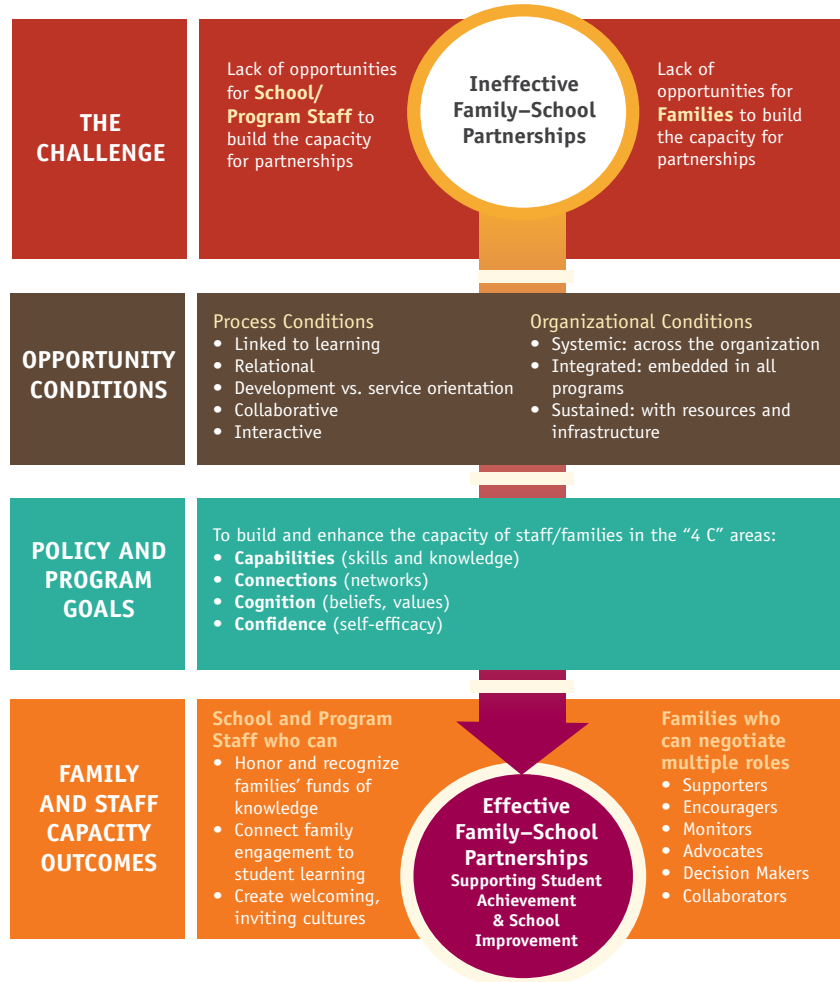 THE
CHALLENGE
Lack of opportunities
for School/
Program Staff to
build the capacity
for partnerships
Ineffective
Family–School
Partnerships
Lack of
opportunities for
Families to build
the capacity for
partnerships
OPPORTUNITY
CONDITIONS
Process Conditions
• Linked to learning
• Relational
• Development vs. service orientation
• Collaborative
• Interactive
Organizational Conditions
• Systemic: across the organization
• Integrated: embedded in all
programs
• Sustained: with resources and
infrastructure
POLICY AND
PROGRAM
GOALS
To build and enhance the capacity of staff/families in the “4 C” areas:
• Capabilities (skills and knowledge)
• Connections (networks)
• Cognition (beliefs, values)
• Confidence (self-efficacy)
FAMILY
AND STAFF
CAPACITY
OUTCOMES
School and Program
Staff who can
• Honor and recognize
families’ funds of
knowledge
• Connect family
engagement to
student learning
• Create welcoming,
inviting cultures
Effective
Family–School
Partnerships
Supporting Student
Achievement
& School
Improvement
Families who
can negotiate
multiple roles
• Supporters
• Encouragers
• Monitors
• Advocates
• Decision Makers
• Collaborators